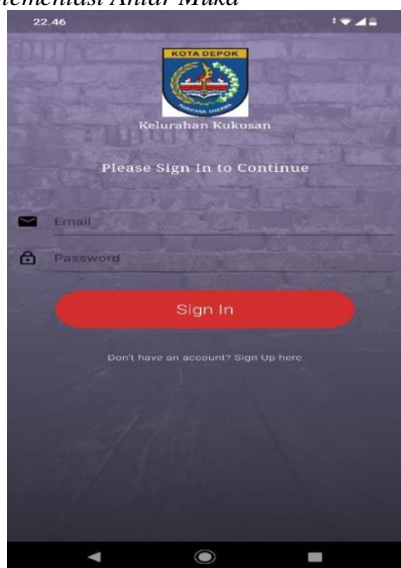 Implementasi Antar Muka
22.46
KOTA DEPOK
Kelurahan Kukusan
Please Sign In to Continue
Email
Password
Sign In
Don't have an account? Sign Up here